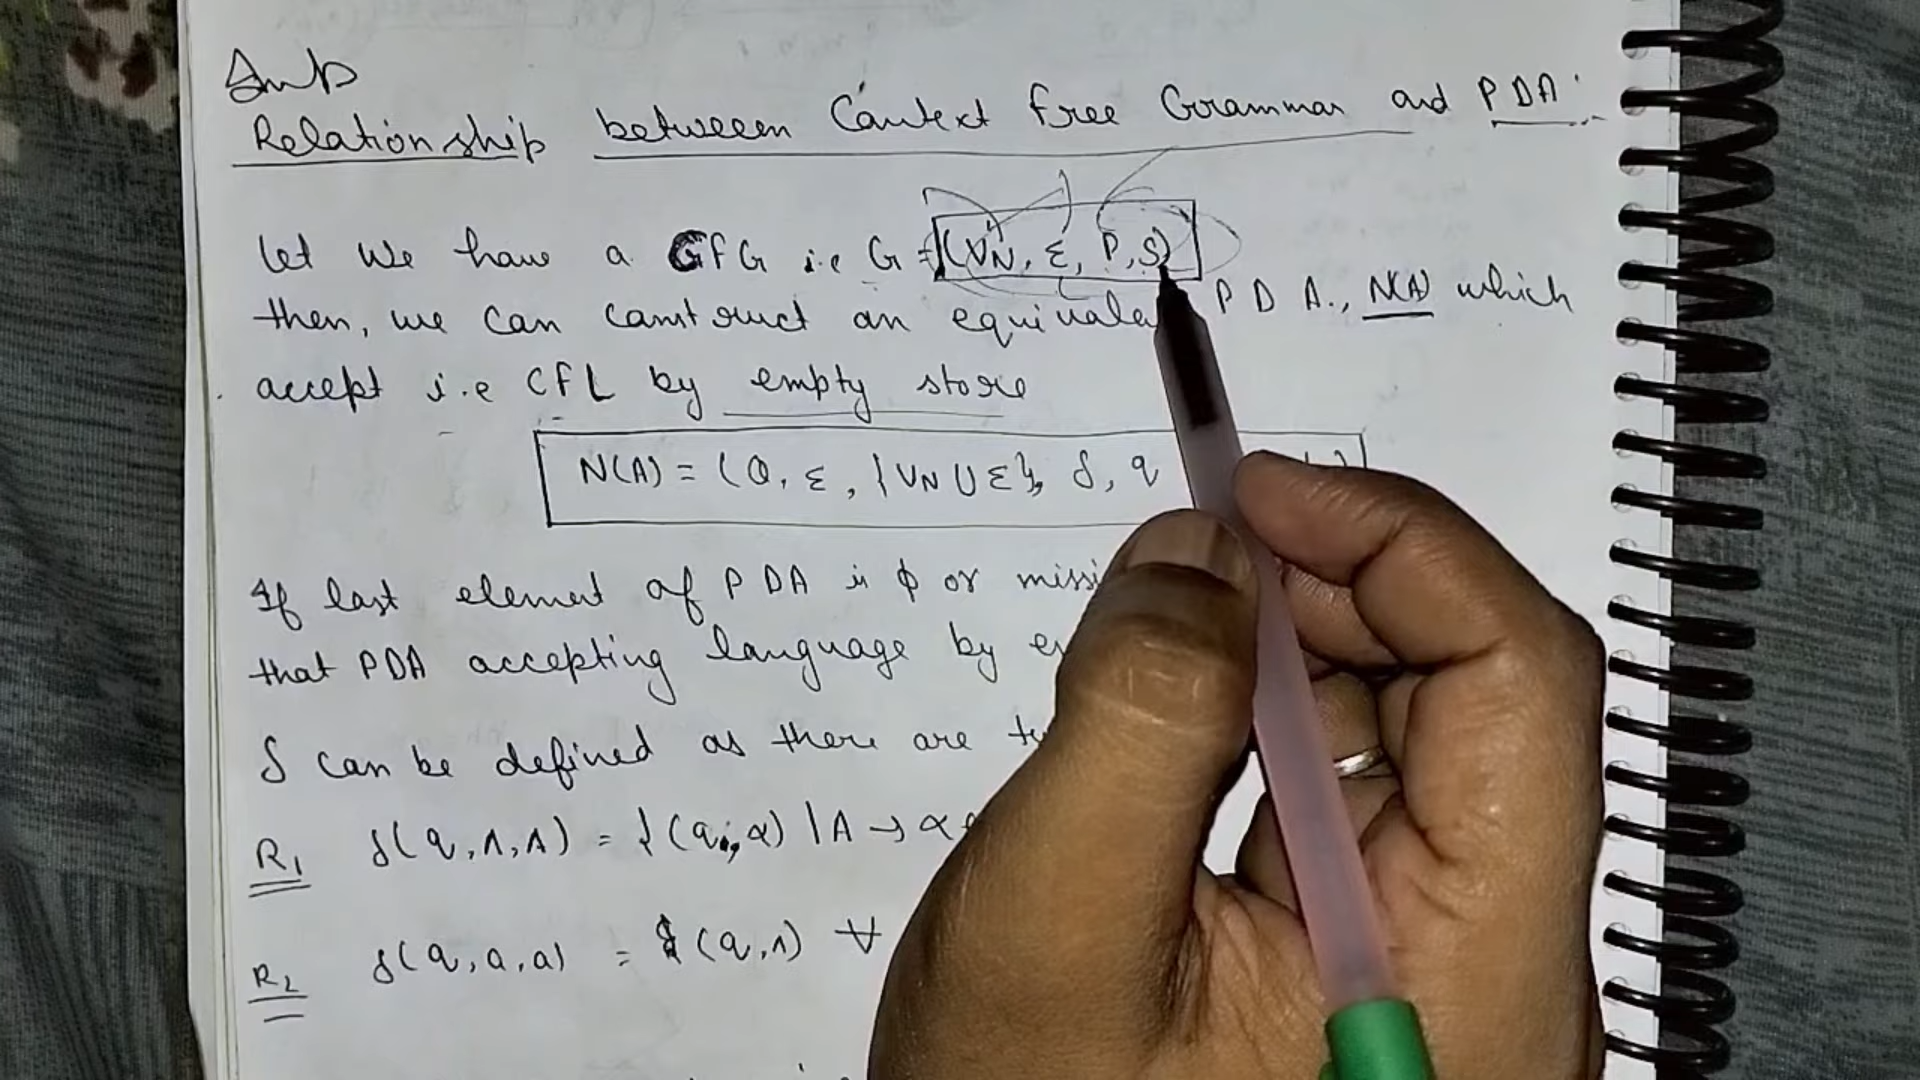 Imp
Relationship between Context free Grammar and PDA.
Let We have a CFG i.e G = (VN, Σ, P, S)
then, we can construct an equivale P D A., N(A) which
accept i.e CFL by empty store
N(A) = (Q, Σ, {VN ∪ Σ}, δ, q
If last element of PDA is ϕ or missi
that PDA accepting language by
δ can be defined as there are
R1 δ(q, Λ, A) = {(q, α) | A → α
R2 δ(q, a, a) = {(q, Λ) ∀